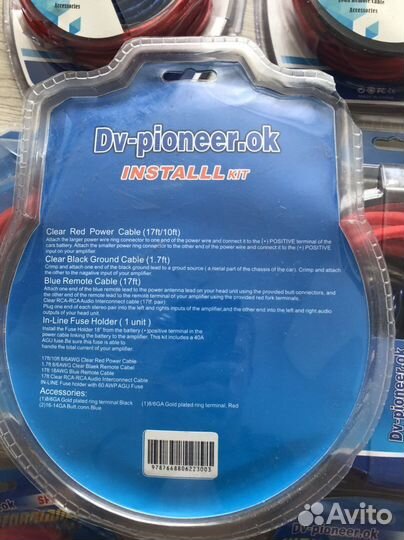 Accessories
Remote Cable
Accessories
Dv-pioneer.ok
INSTALLL KIT
Clear Red Power Cable (17ft/10ft)
Attach the larger power wire ring connector to one end of the power wire and connect it to the (+) POSITIVE terminal of the
cars battery. Attach the smaller power ring connector to the other end of the power wire and connect it to the (+) POSITIVE
input on your amplifier.
Clear Black Ground Cable (1.7ft)
Crimp and attach one end of the black ground lead to a groud source ( a metal part of the chassis of the car). Crimp and attach
the other to the nagative input of your amplifier.
Blue Remote Cable (17ft)
Attach one end of the blue remote lead to the power antenna lead on your head unit using the provided butt connectors, and
the other end of the remote lead to the remote terminal of your amplifier using the provided red fork terminals.
Clear RCA-RCA Audio interconnect cable (17ft pair)
Plug one end of each stereo pair into the left and rights inputs of the amplifier, and the other end into the left and right audio
outputs of your head unit.
In-Line Fuse Holder ( 1 unit )
Install the Fuse Holder 18" from the battery (+)positive terminal in the
power cable linking the battery to the amplifier. This kit includes a 40A
AGU fuse Be sure this fuse is able to
handle the total current of your amplifier.
17ft/10ft 8/6AWG Clear Red Power Cable
1.7ft 8/6AWG Clear Blaek Remote Cabel
17ft 18AWG Blue Remote Cable
17ft Clear RCA-RCA Audio Interconnect Cable
IN-LINE Fuse holder with 60 AWP AGU Fuse
Accessories:
(1)8/6GA Gold plated ring terminal Black
(1)8/6GA Gold plated ring terminal, Red
(2)16-14GA Butt.conn.Blue
9787668806223003
Dv-pioneer.ok
Avito